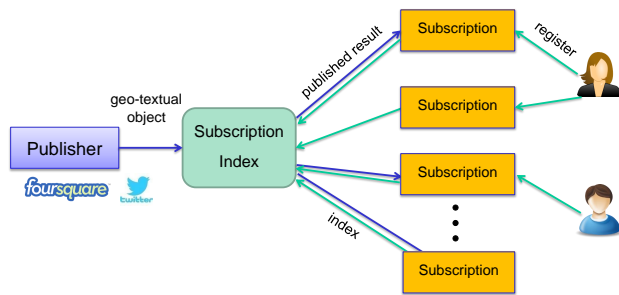 Subscription
published result
register
geo-textual
object
Subscription
Subscription
Index
Publisher
foursquare
twitter
Subscription
index
Subscription